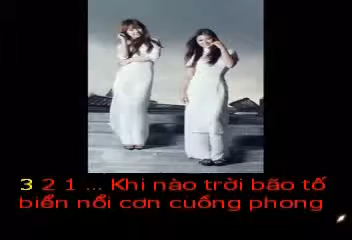 3 2 1 ... Khi nào trời bão tố
biển nổi cơn cuồng phong